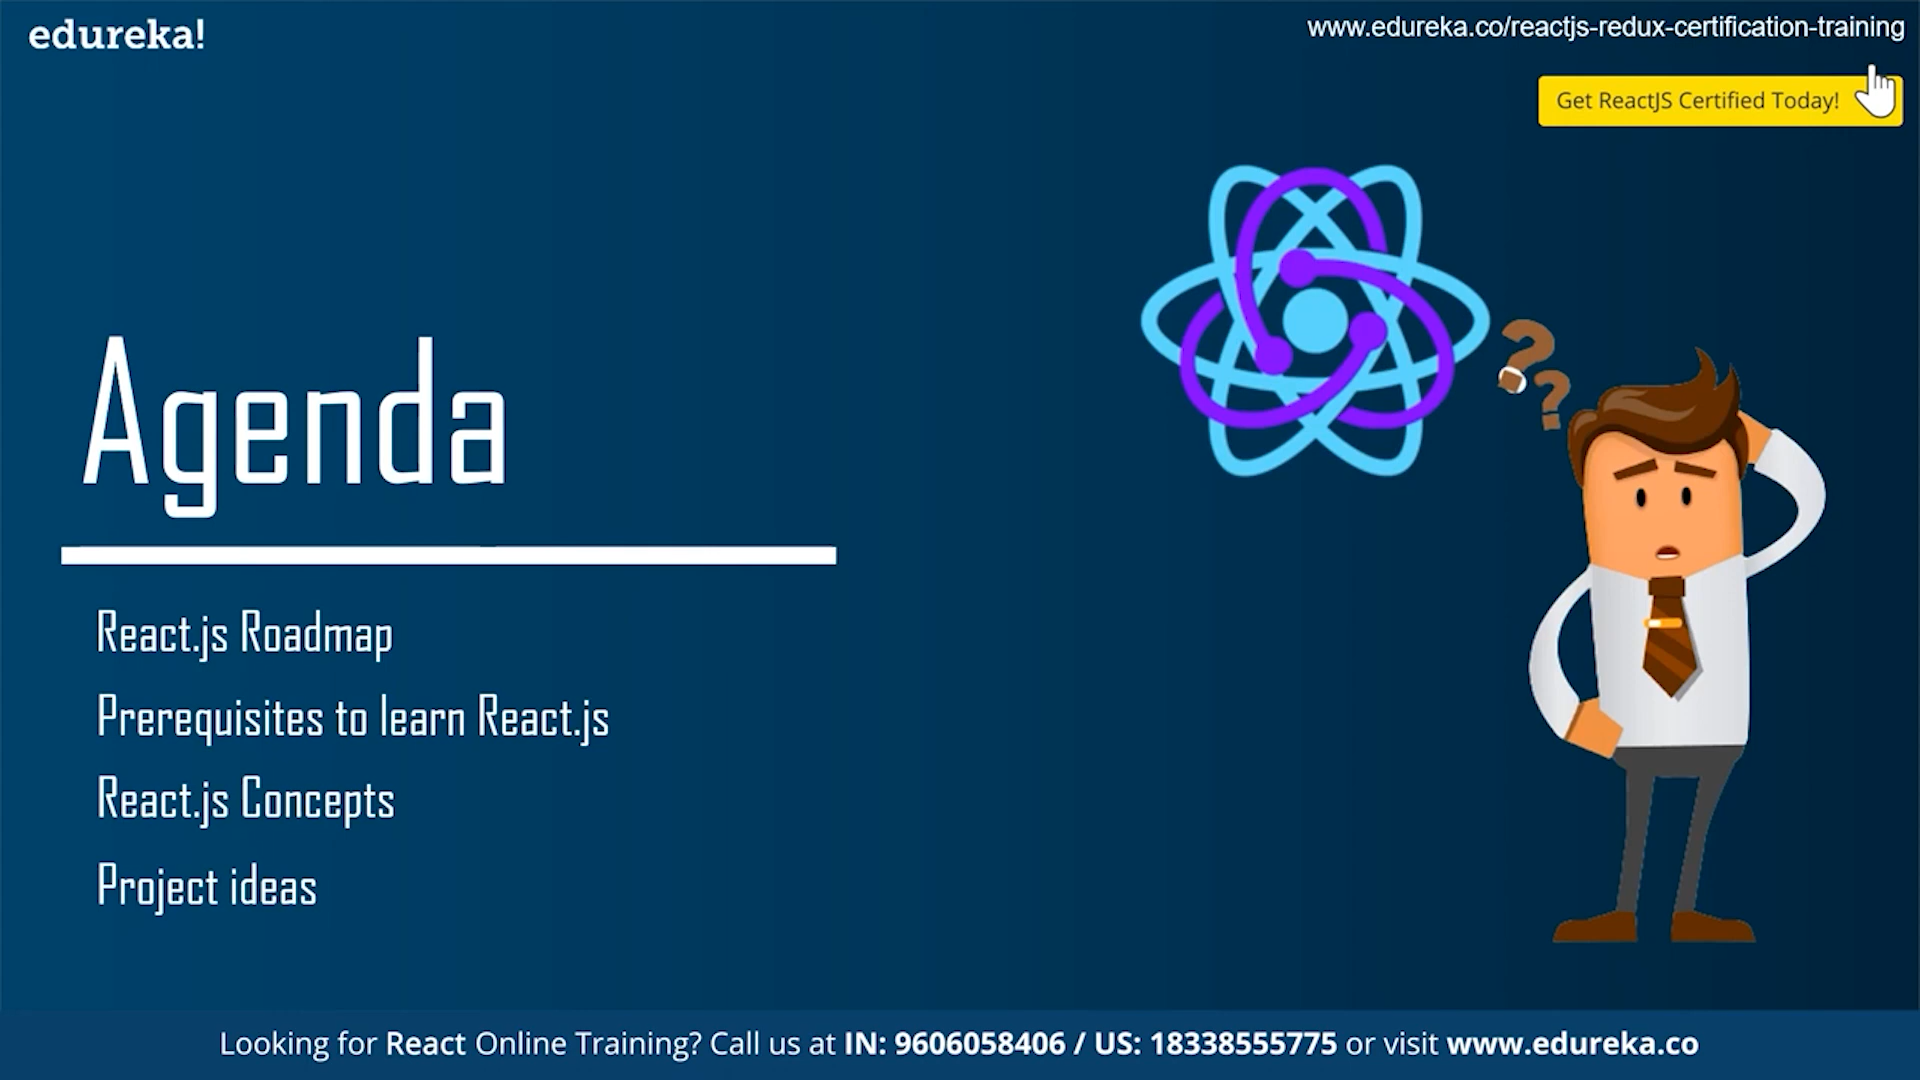 edureka!
www.edureka.co/reactjs-redux-certification-training
Get ReactJS Certified Today!
??
Agenda
React.js Roadmap
Prerequisites to learn React.js
React.js Concepts
Project ideas
Looking for React Online Training? Call us at IN: 9606058406 / US: 18338555775 or visit www.edureka.co